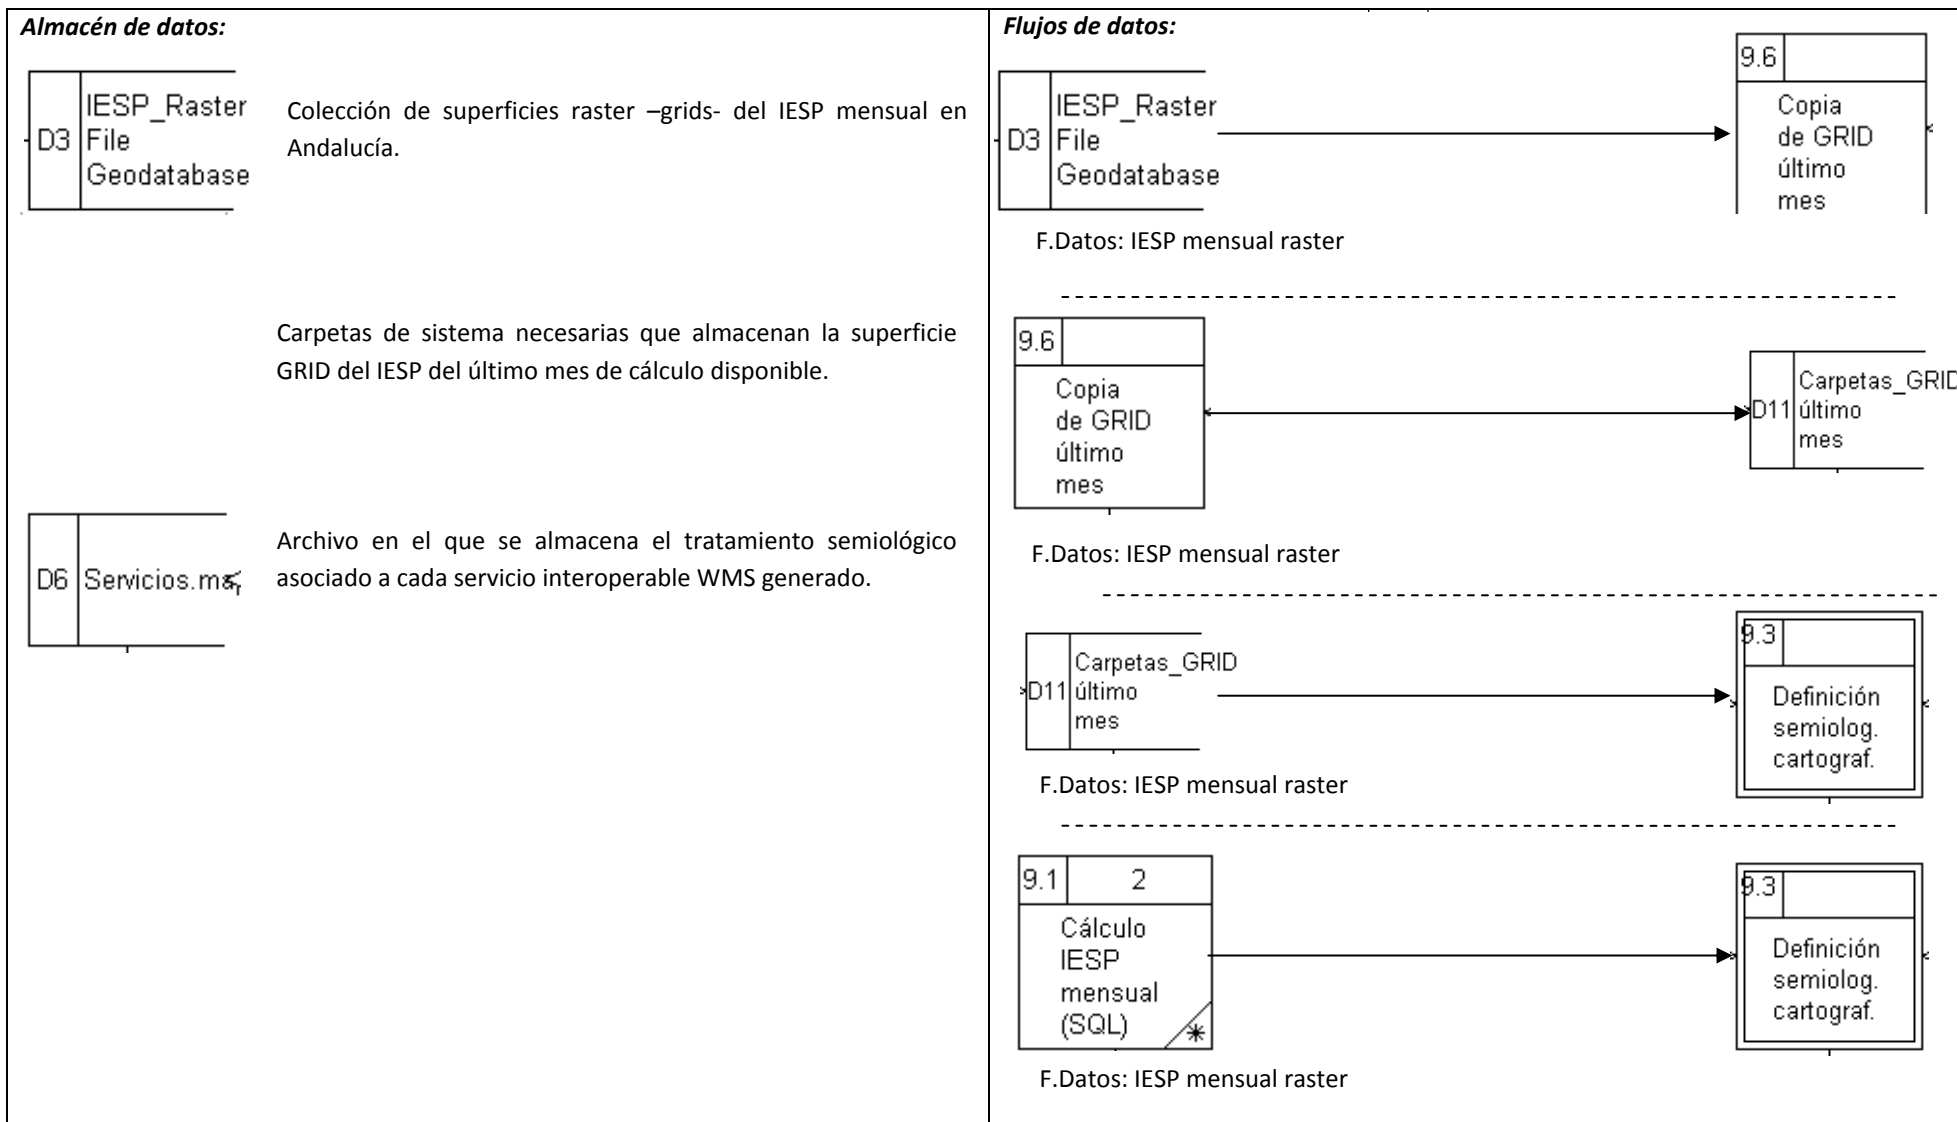 Almacén de datos:
D3
IESP_Raster
File
Geodatabase
Colección de superficies raster –grids- del IESP mensual en
Andalucía.
Carpetas de sistema necesarias que almacenan la superficie
GRID del IESP del último mes de cálculo disponible.
D6
Archivo en el que se almacena el tratamiento semiológico
asociado a cada servicio interoperable WMS generado.
Flujos de datos:
D3
IESP_Raster
File
Geodatabase
9.6
Copia
de GRID
último
mes
F.Datos: IESP mensual raster
9.6
Copia
de GRID
último
mes
D11
Carpetas_GRID
último
mes
F.Datos: IESP mensual raster
D11
Carpetas_GRID
último
mes
9.3
Definición
semiolog.
cartograf.
F.Datos: IESP mensual raster
9.1
2
Cálculo
IESP
mensual
(SQL)
*
9.3
Definición
semiolog.
cartograf.
F.Datos: IESP mensual raster